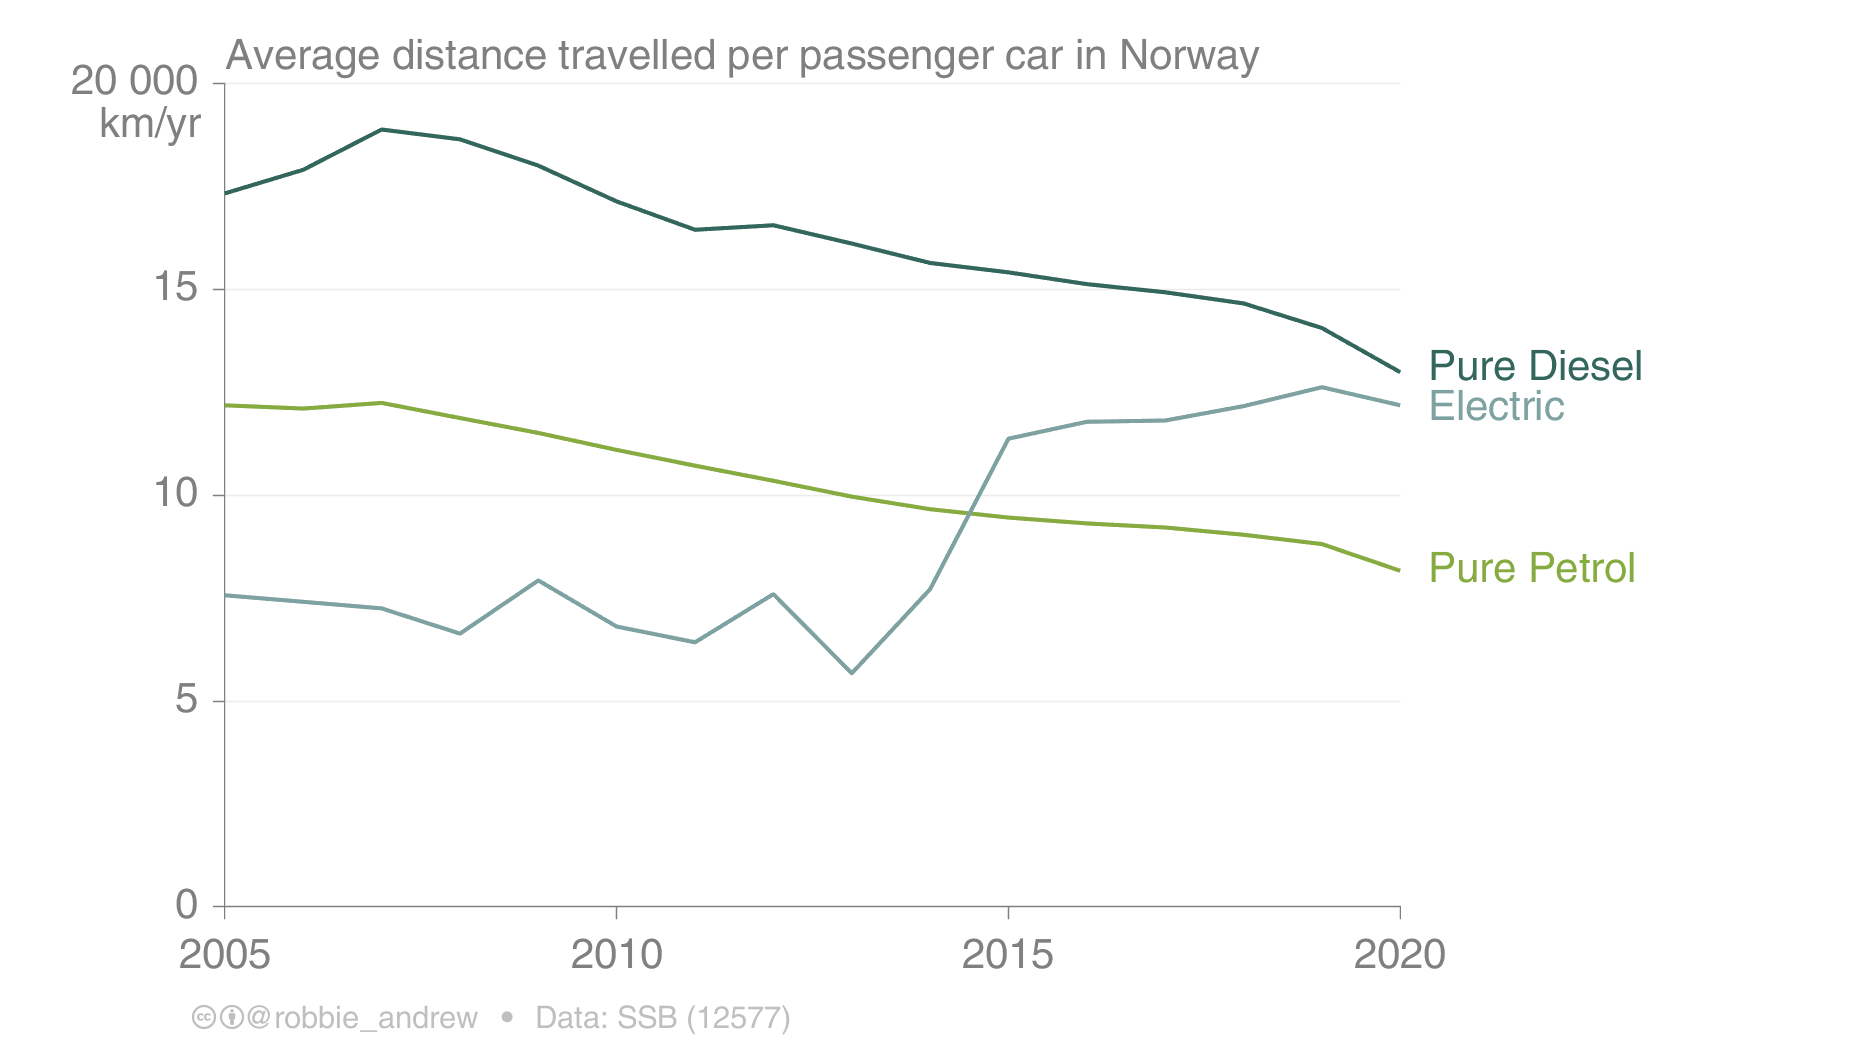 Average distance travelled per passenger car in Norway
20 000
km/yr
15
10
5
0
Pure Diesel
Electric
Pure Petrol
2005 2010 2015 2020
cc @robbie_andrew • Data: SSB (12577)